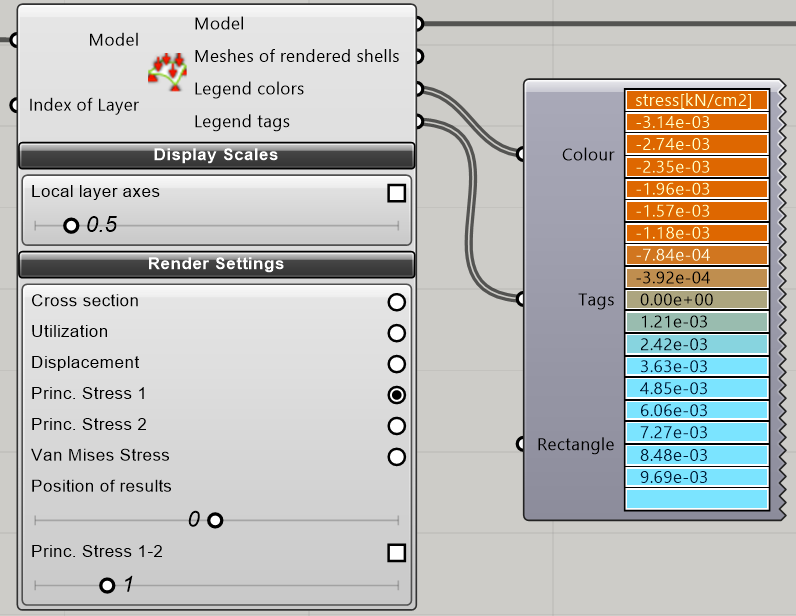 Model
Model
Meshes of rendered shells
Legend colors
Index of Layer
Legend tags
Display Scales
Local layer axes
0.5
Render Settings
Cross section
Utilization
Displacement
Princ. Stress 1
Princ. Stress 2
Van Mises Stress
Position of results
0
Princ. Stress 1-2
1
Colour
Tags
Rectangle
stress[kN/cm2]
-3.14e-03
-2.74e-03
-2.35e-03
-1.96e-03
-1.57e-03
-1.18e-03
-7.84e-04
-3.92e-04
0.00e+00
1.21e-03
2.42e-03
3.63e-03
4.85e-03
6.06e-03
7.27e-03
8.48e-03
9.69e-03